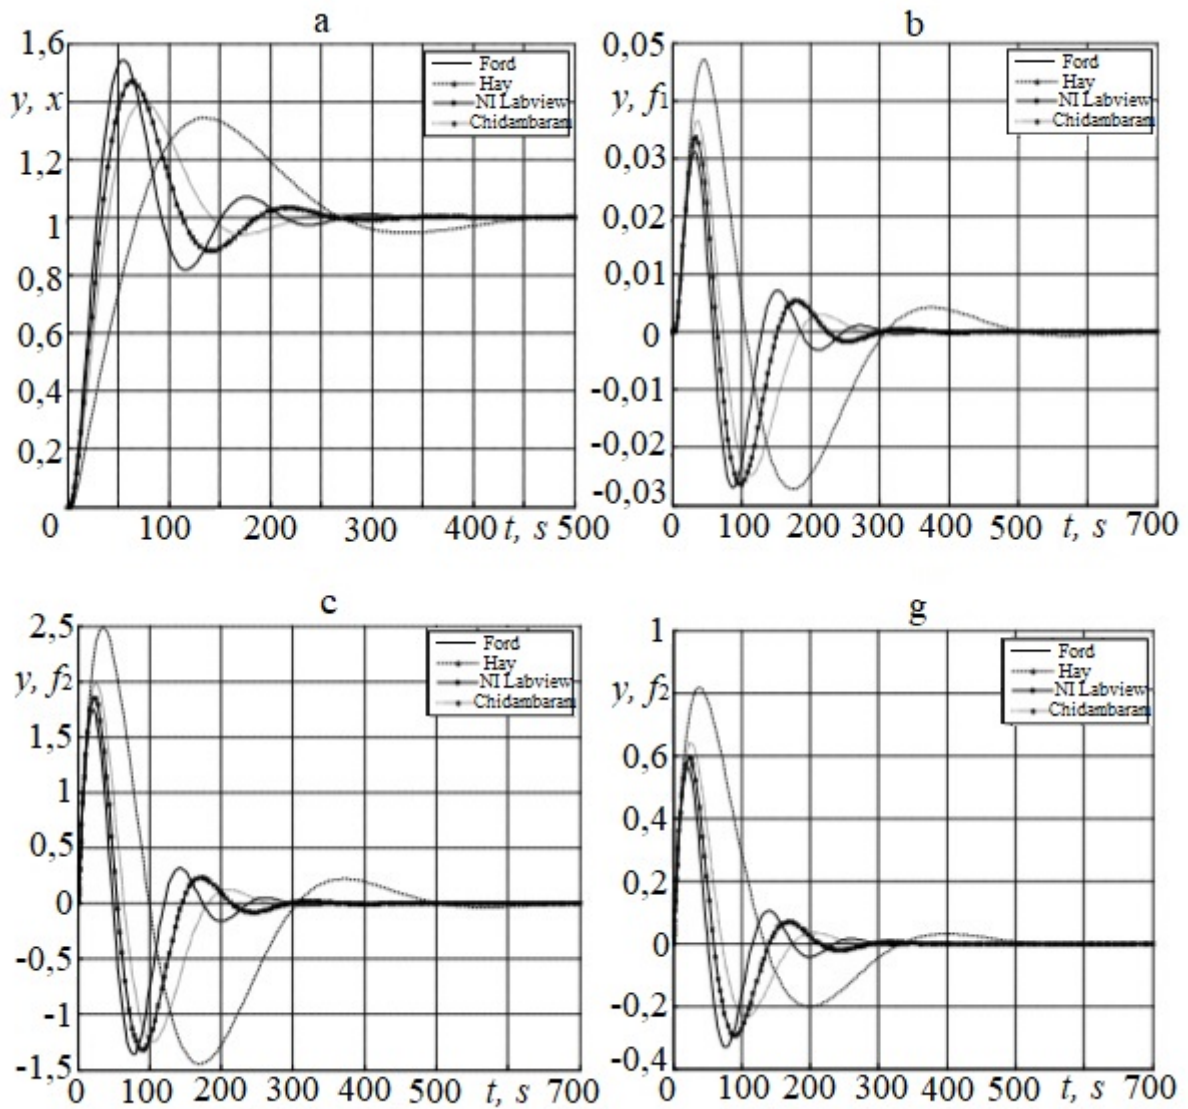 a
1,6
y, x
1,2
1
0,8
0,6
0,4
0,2
0 100 200 300 400 t, s 500
Ford
Hay
NI Labview
Chidambaram
b
0,05
y, f1
0,03
0,02
0,01
0
-0,01
-0,02
-0,03
0 100 200 300 400 500 t, s 700
Ford
Hay
NI Labview
Chidambaram
c
2,5
y, f2
1,5
1
0,5
0
-0,5
-1
-1,5
0 100 200 300 400 500 t, s 700
Ford
Hay
NI Labview
Chidambaram
g
1
y, f2
0,6
0,4
0,2
0
-0,2
-0,4
0 100 200 300 400 500 t, s 700
Ford
Hay
NI Labview
Chidambaram